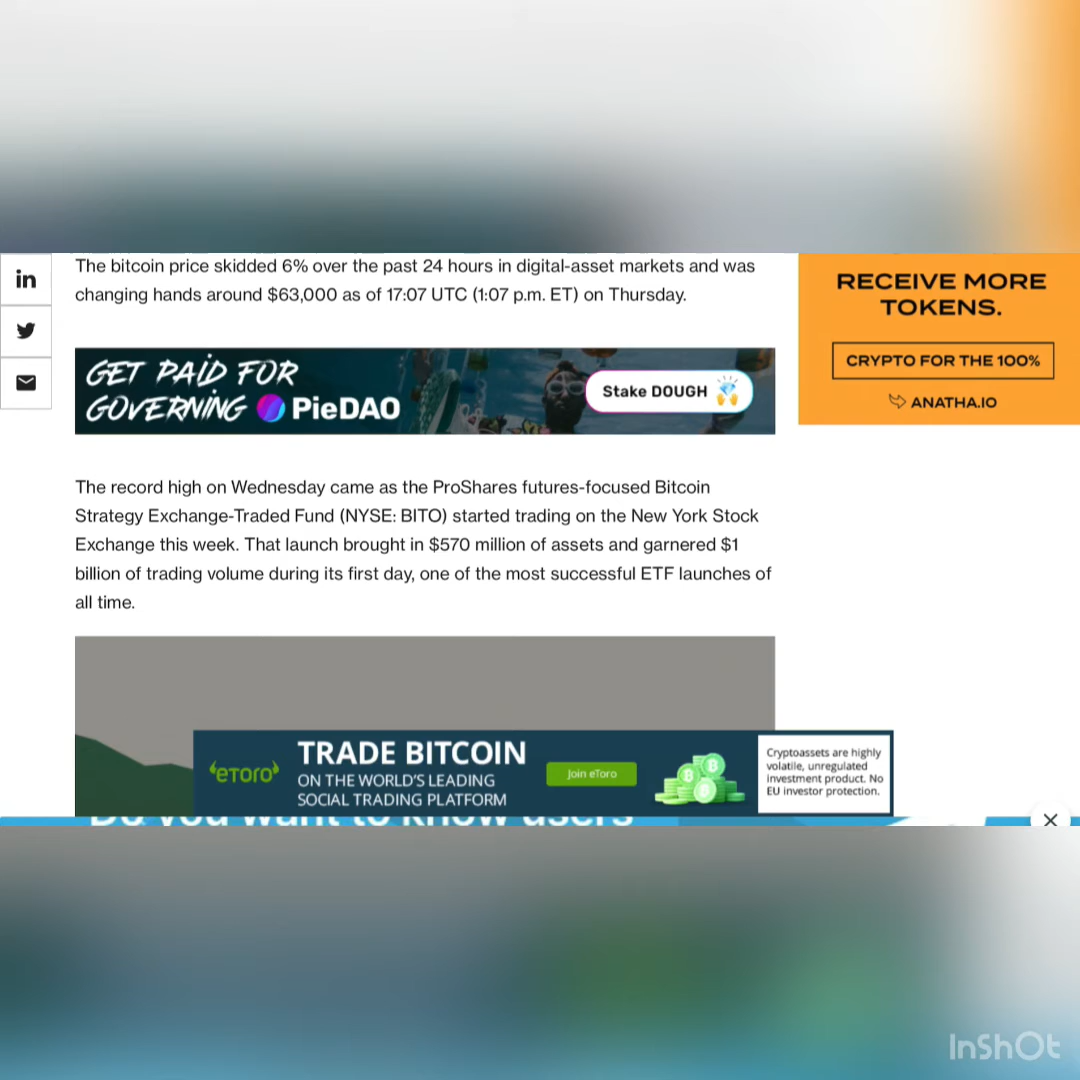 in
The bitcoin price skidded 6% over the past 24 hours in digital-asset markets and was
changing hands around $63,000 as of 17:07 UTC (1:07 p.m. ET) on Thursday.
RECEIVE MORE
TOKENS.
CRYPTO FOR THE 100%
ANATHA.IO
GET PAID FOR
GOVERNING PieDAO
Stake DOUGH
The record high on Wednesday came as the ProShares futures-focused Bitcoin
Strategy Exchange-Traded Fund (NYSE: BITO) started trading on the New York Stock
Exchange this week. That launch brought in $570 million of assets and garnered $1
billion of trading volume during its first day, one of the most successful ETF launches of
all time.
eToro
TRADE BITCOIN
ON THE WORLD'S LEADING
SOCIAL TRADING PLATFORM
Join eToro
Cryptoassets are highly
volatile, unregulated
investment product. No
EU investor protection.
Do you want to know users
InShOt